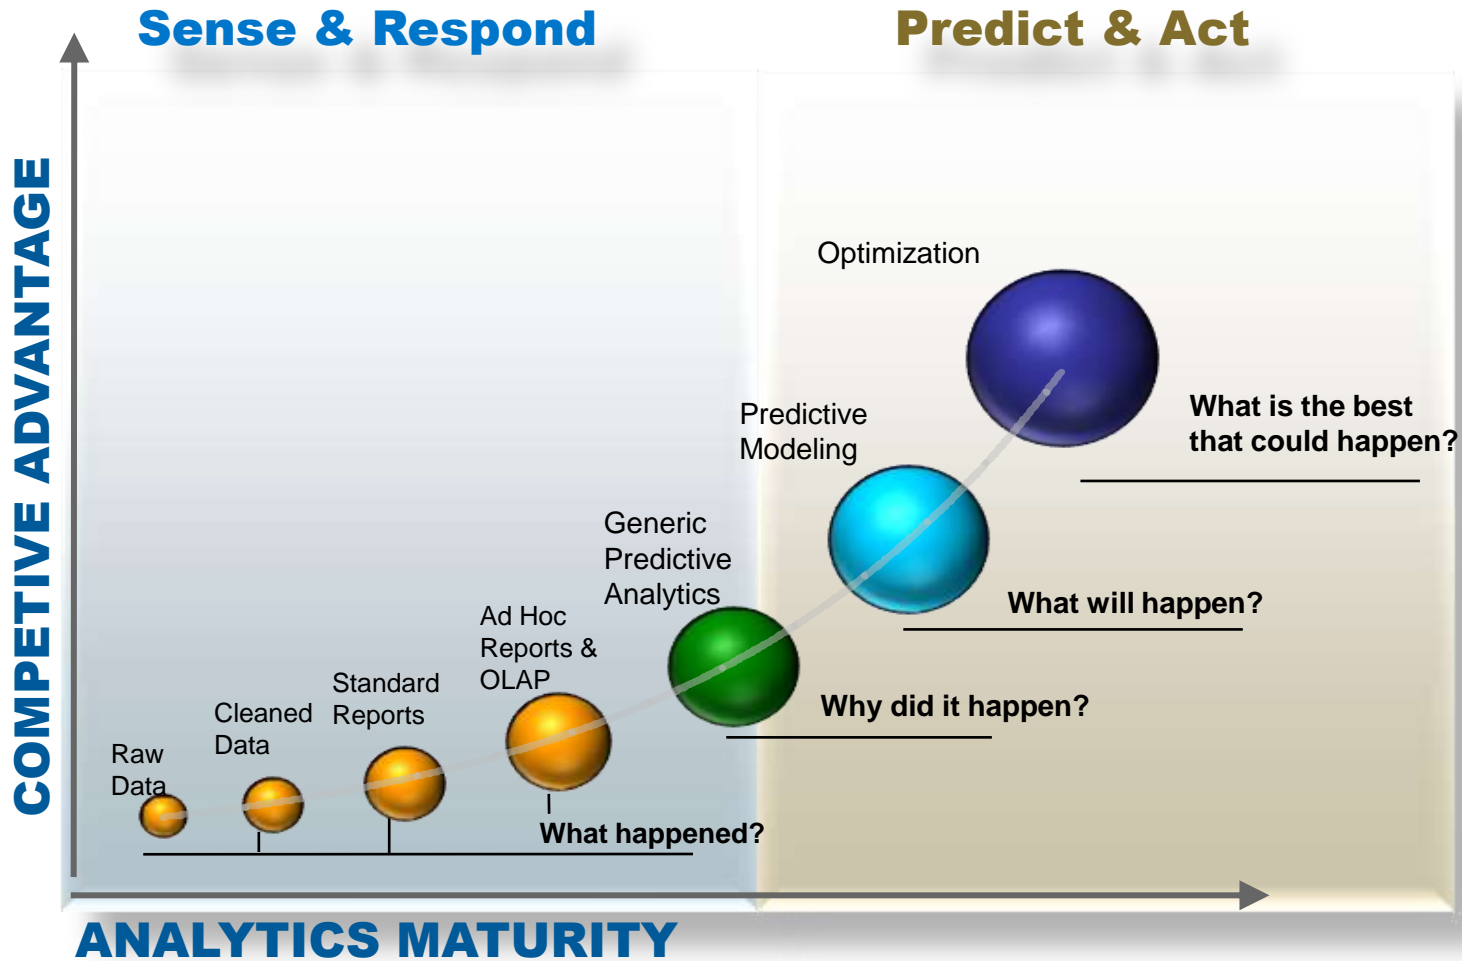 Sense & Respond
Predict & Act
COMPETIVE ADVANTAGE
Optimization
What is the best
that could happen?
Predictive
Modeling
What will happen?
Generic
Predictive
Analytics
Why did it happen?
Ad Hoc
Reports &
OLAP
Standard
Reports
Cleaned
Data
Raw
Data
What happened?
ANALYTICS MATURITY